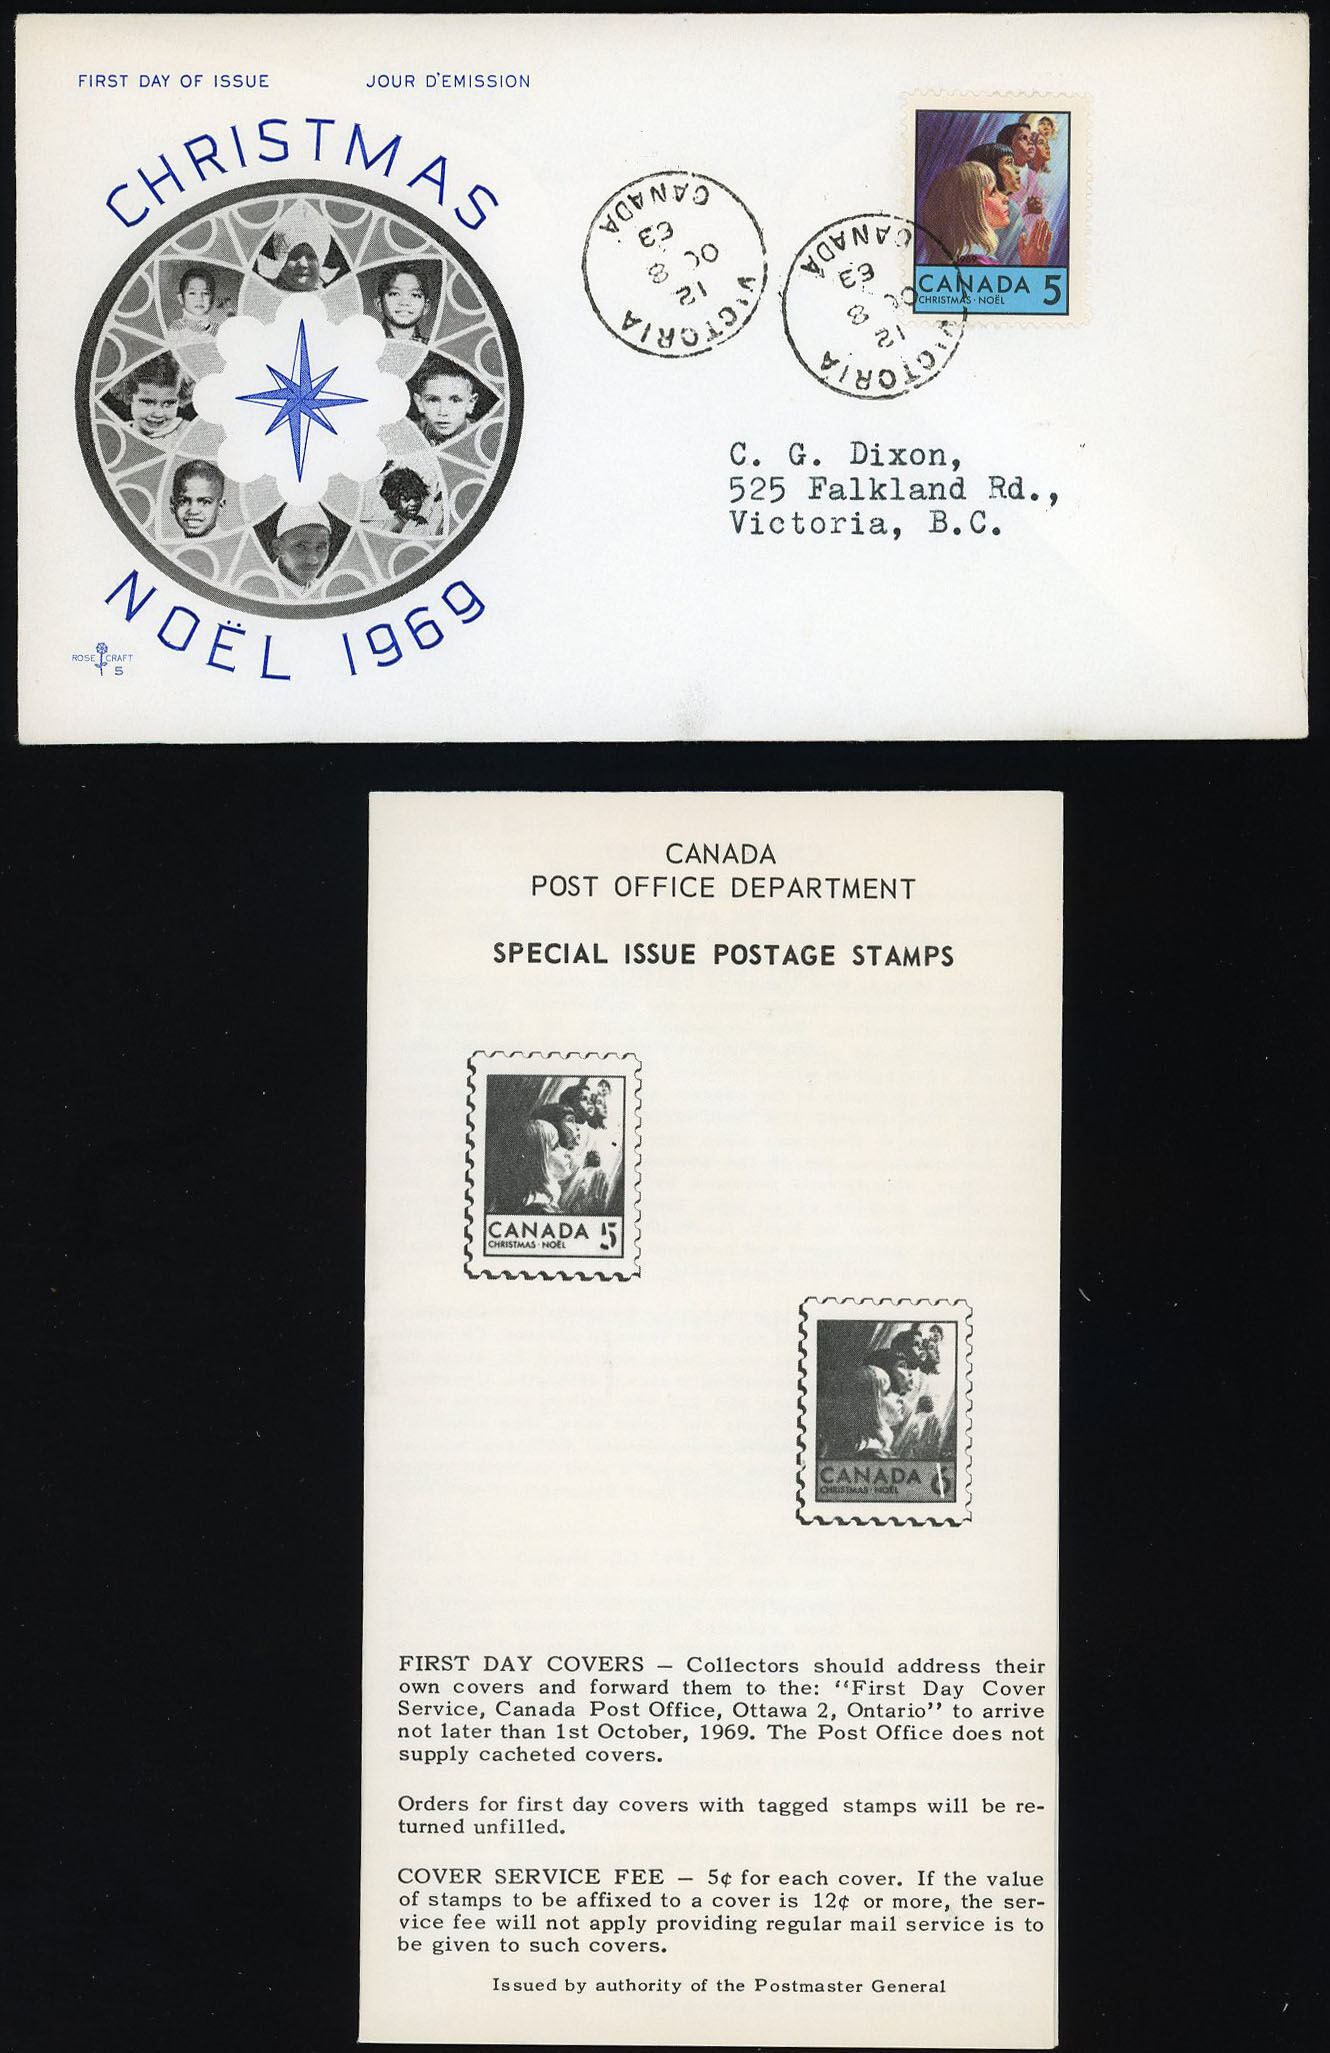 FIRST DAY OF ISSUE JOUR D'EMISSION
CHRISTMAS
NOËL 1969
ROSE CRAFT
5
CANADA
69
OC
8
12
VICTORIA
CANADA
69
OC
8
12
VICTORIA
1969
CANADA 5
CHRISTMAS · NOËL
C. G. Dixon,
525 Falkland Rd.,
Victoria, B.C.
CANADA
POST OFFICE DEPARTMENT
SPECIAL ISSUE POSTAGE STAMPS
CANADA 5
CHRISTMAS · NOËL
CANADA 6
CHRISTMAS · NOËL
FIRST DAY COVERS — Collectors should address their
own covers and forward them to the: “First Day Cover
Service, Canada Post Office, Ottawa 2, Ontario” to arrive
not later than 1st October, 1969. The Post Office does not
supply cacheted covers.
Orders for first day covers with tagged stamps will be re-
turned unfilled.
COVER SERVICE FEE — 5¢ for each cover. If the value
of stamps to be affixed to a cover is 12¢ or more, the ser-
vice fee will not apply providing regular mail service is to
be given to such covers.
Issued by authority of the Postmaster General